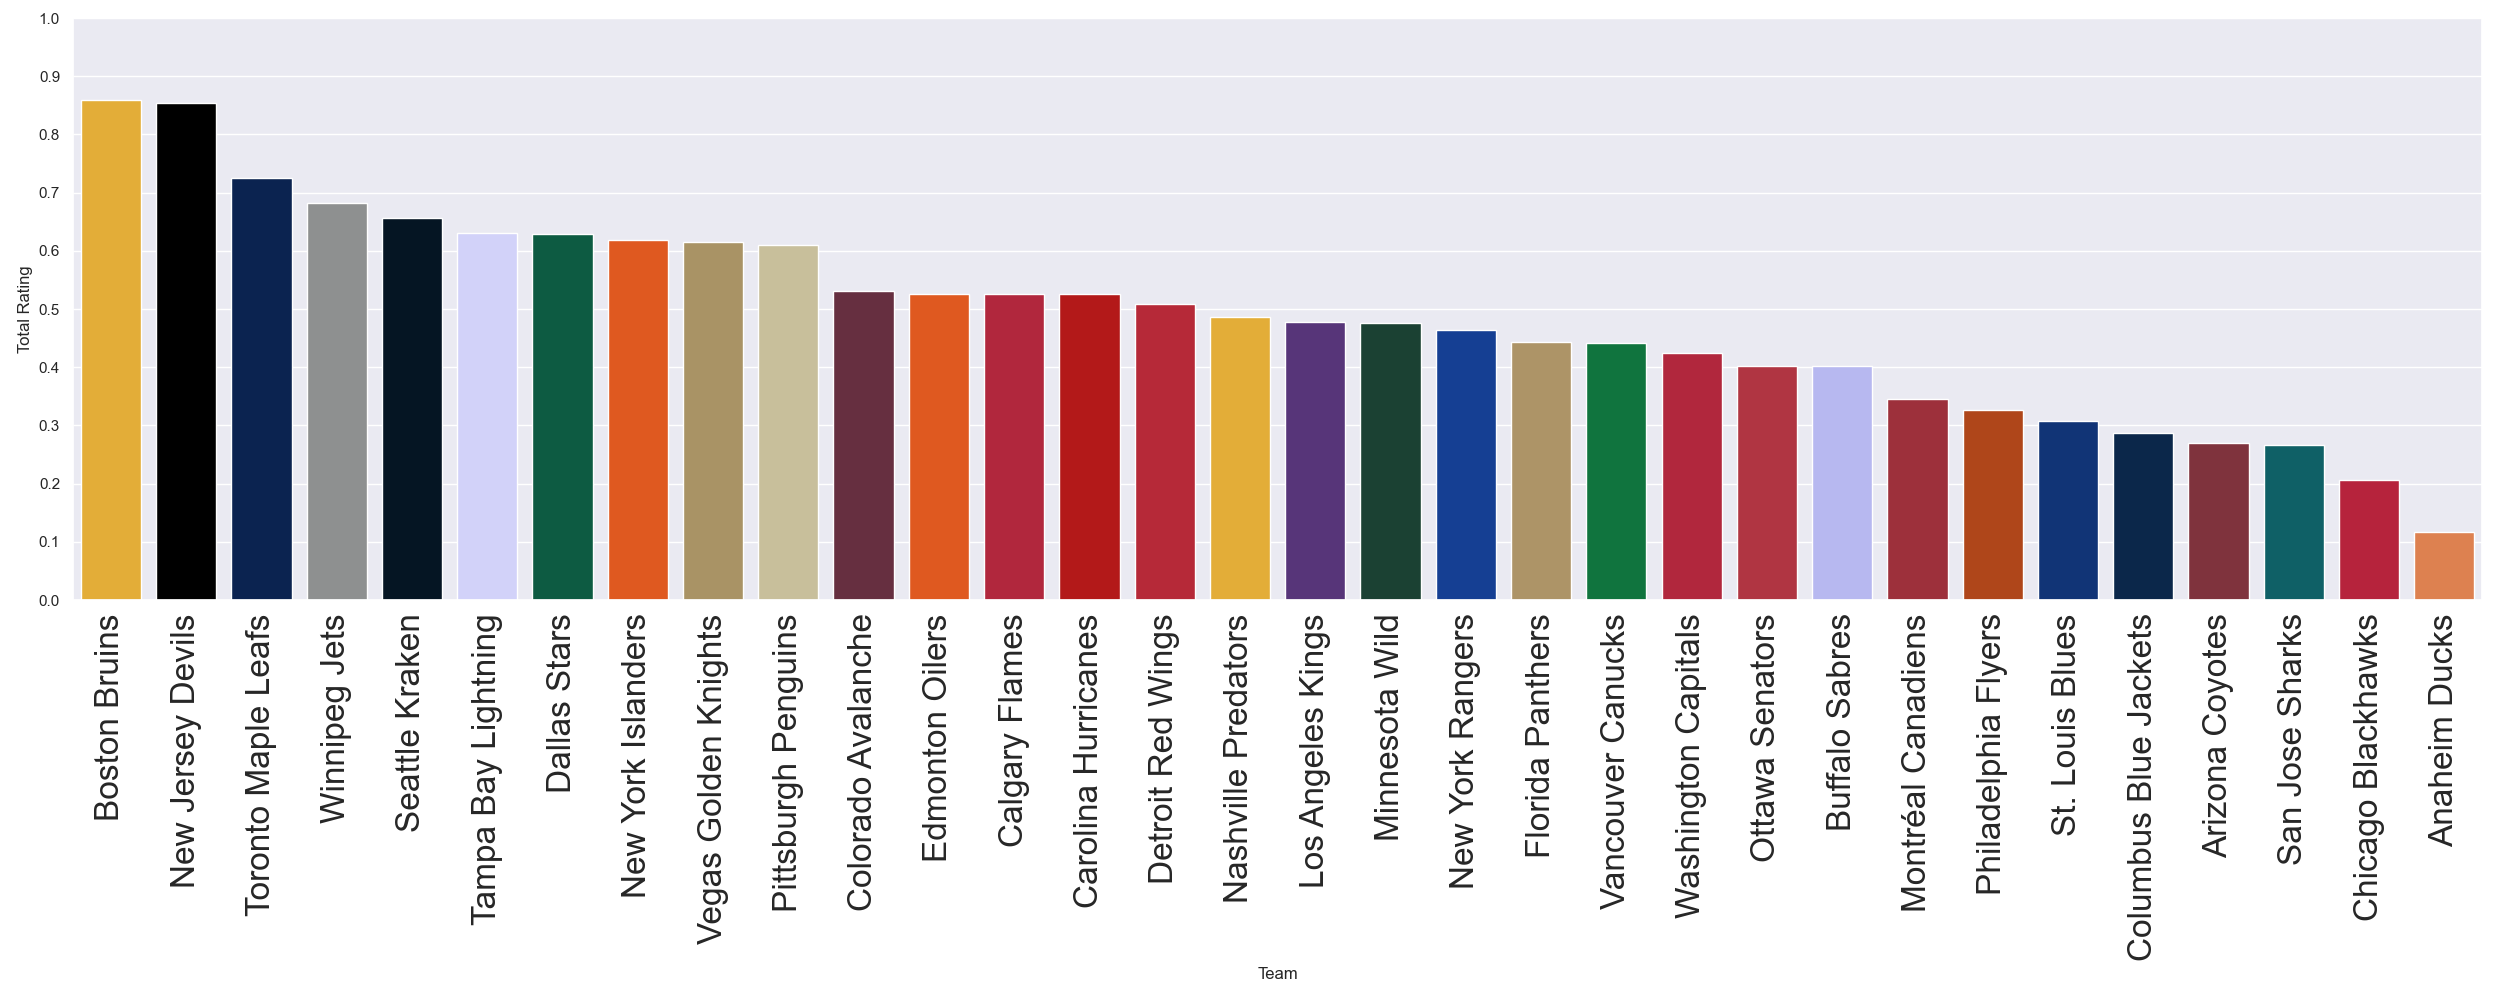 1.0
0.9
0.8
0.7
0.6
0.5
0.4
0.3
0.2
0.1
0.0
Total Rating
Boston Bruins
New Jersey Devils
Toronto Maple Leafs
Winnipeg Jets
Seattle Kraken
Tampa Bay Lightning
Dallas Stars
New York Islanders
Vegas Golden Knights
Pittsburgh Penguins
Colorado Avalanche
Edmonton Oilers
Calgary Flames
Carolina Hurricanes
Detroit Red Wings
Nashville Predators
Los Angeles Kings
Minnesota Wild
New York Rangers
Florida Panthers
Vancouver Canucks
Washington Capitals
Ottawa Senators
Buffalo Sabres
Montréal Canadiens
Philadelphia Flyers
St. Louis Blues
Columbus Blue Jackets
Arizona Coyotes
San Jose Sharks
Chicago Blackhawks
Anaheim Ducks
Team